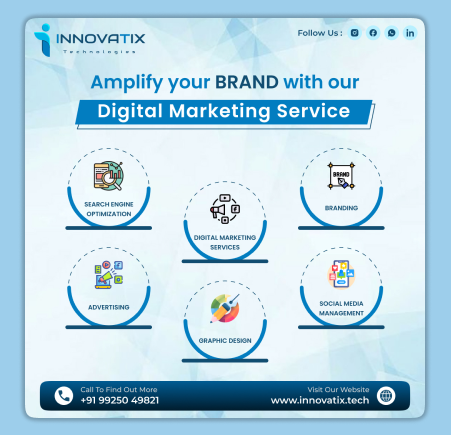 INNOVATIX
Technologies
Follow Us :
Amplify your BRAND with our
Digital Marketing Service
SEARCH ENGINE
OPTIMIZATION
BRAND
BRANDING
DIGITAL MARKETING
SERVICES
ADVERTISING
SOCIAL MEDIA
MANAGEMENT
GRAPHIC DESIGN
Call To Find Out More
+91 99250 49821
Visit Our Website
www.innovatix.tech